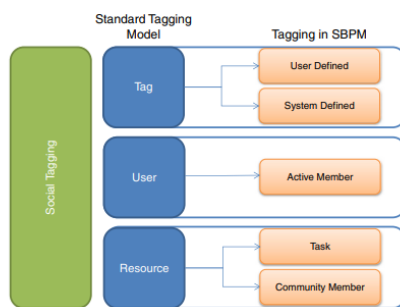 Standard Tagging
Model
Tagging in SBPM
Social Tagging
Tag
User Defined
System Defined
User
Active Member
Resource
Task
Community Member